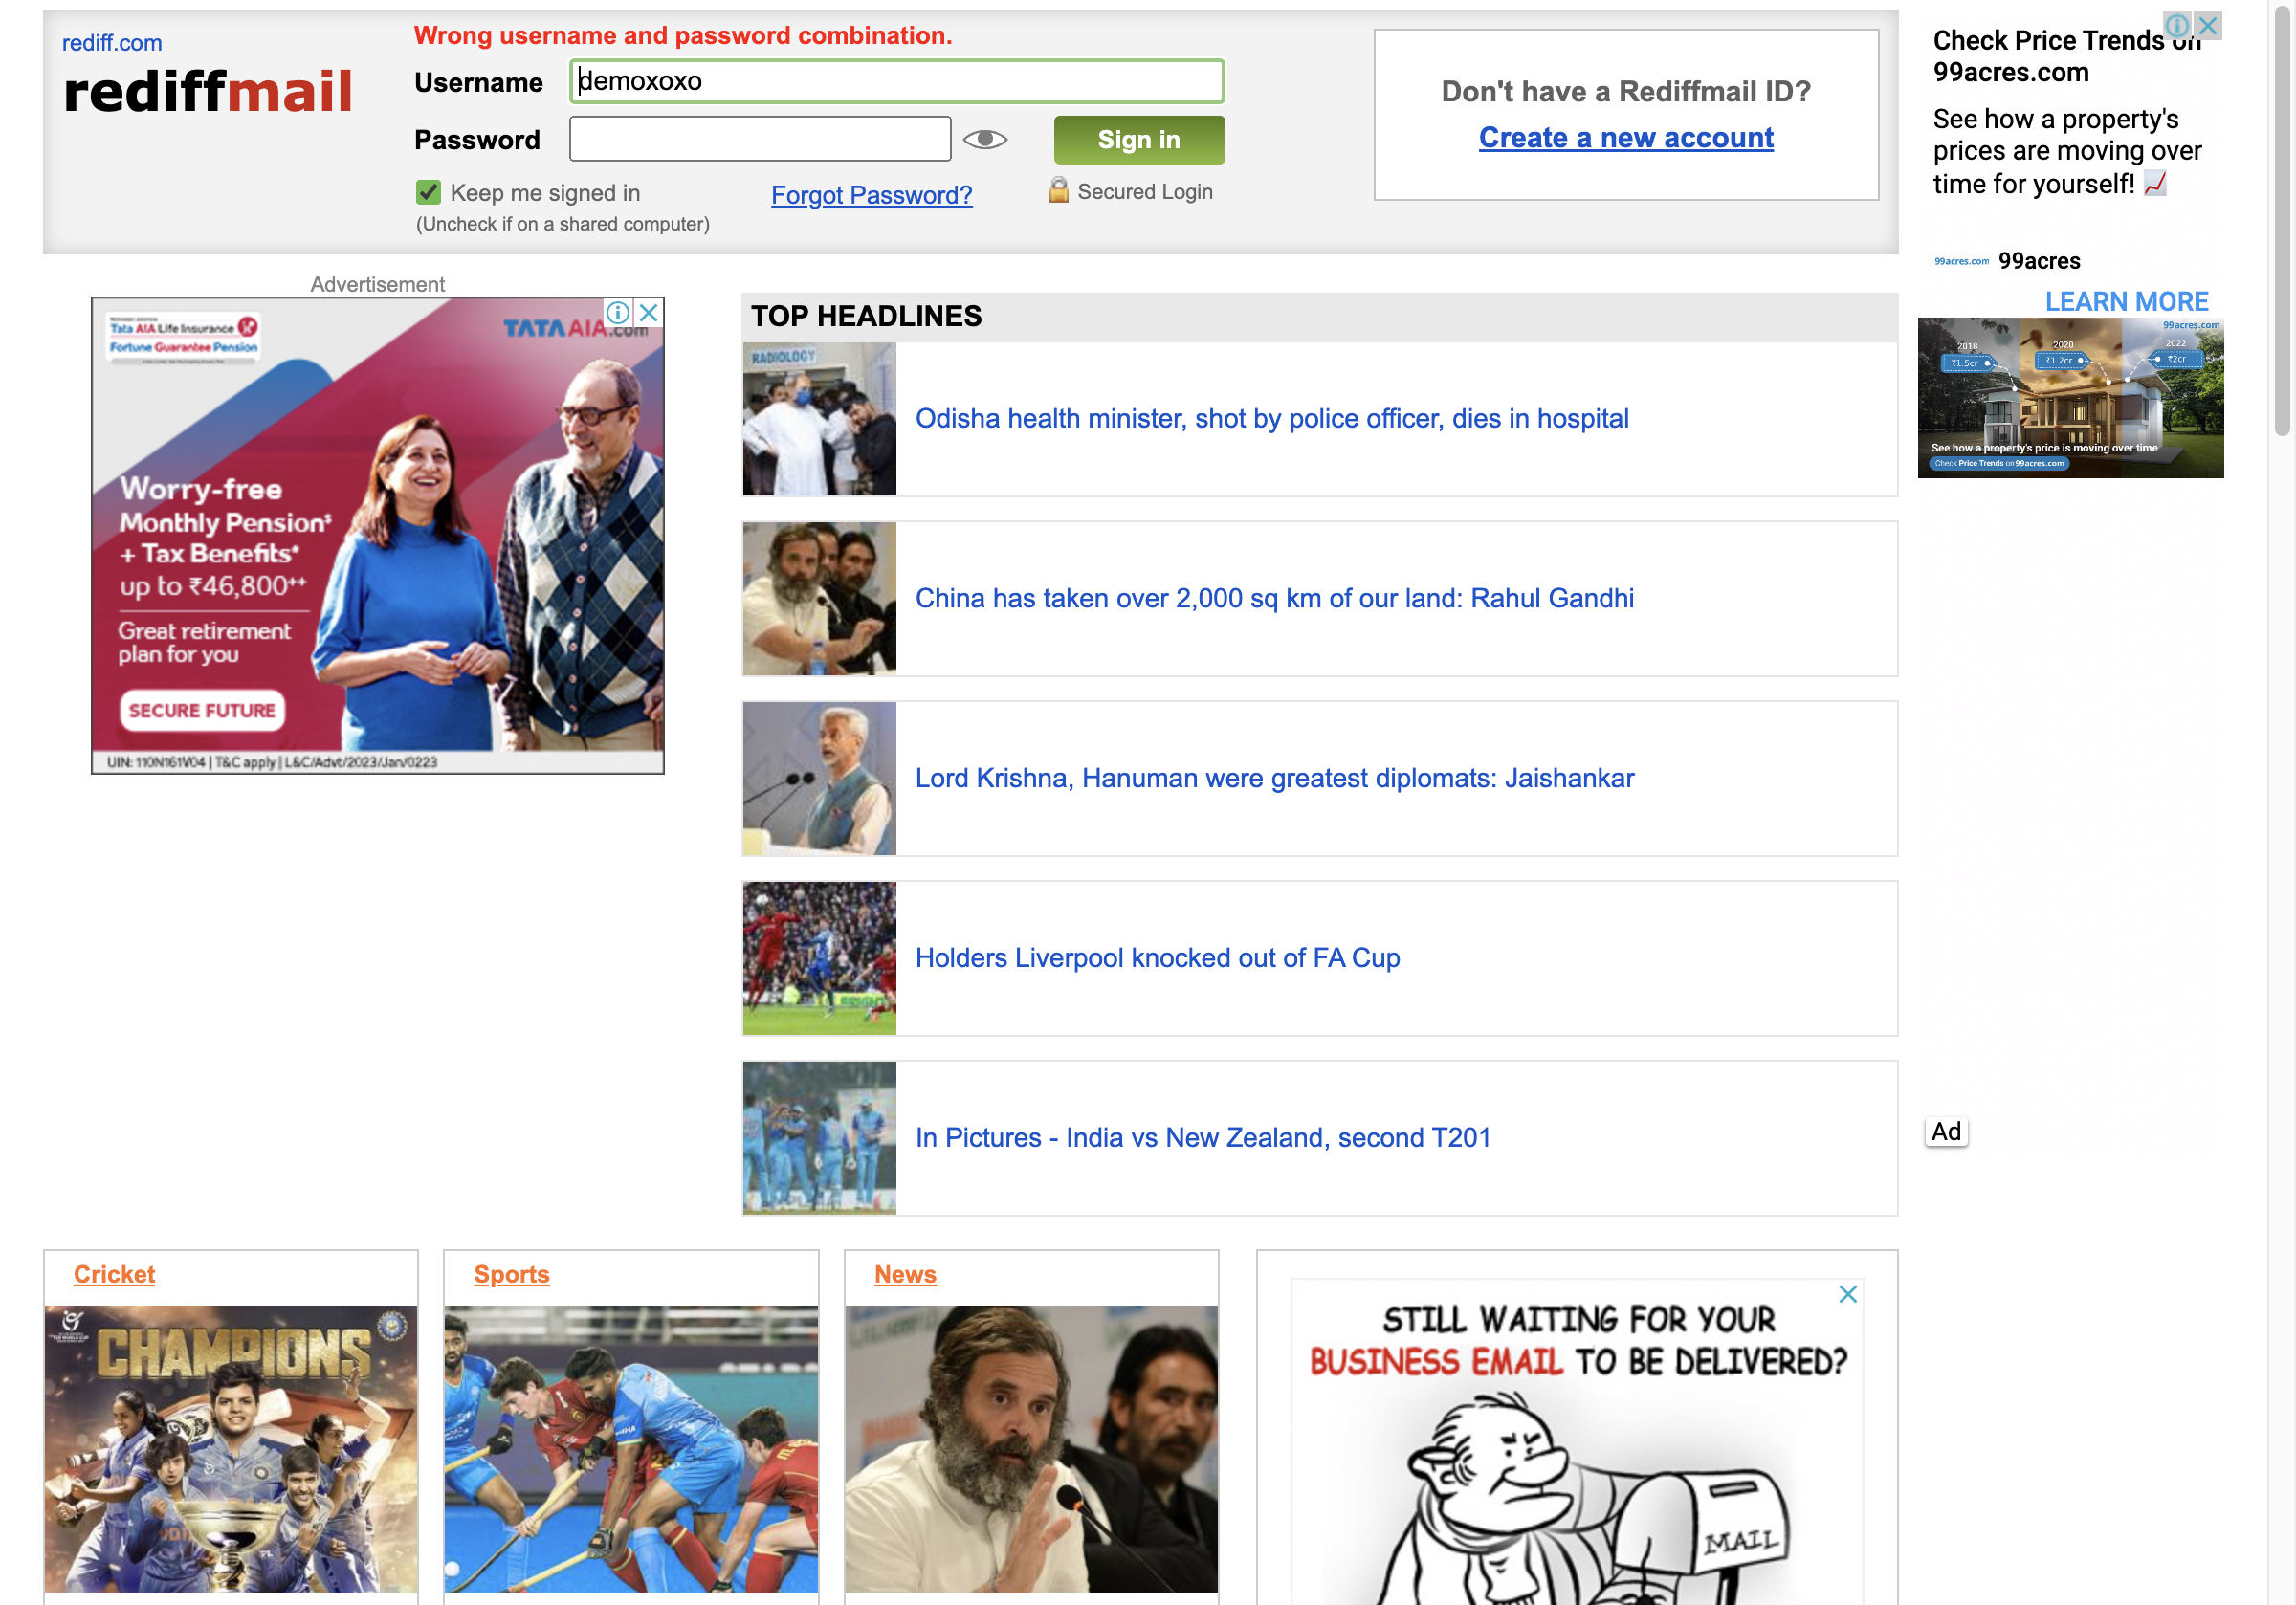 rediff.com
rediffmail
Wrong username and password combination.
Username
demoxoxo
Password
Sign in
Keep me signed in
(Uncheck if on a shared computer)
Forgot Password?
Secured Login
Don't have a Rediffmail ID?
Create a new account
Check Price Trends on
99acres.com
See how a property's
prices are moving over
time for yourself!
99acres.com
99acres
LEARN MORE
99acres.com
2018
₹1.5cr
2020
₹1.2cr
2022
₹2cr
See how a property's price is moving over time
Check Price Trends on 99acres.com
Advertisement
Tata AIA Life Insurance
Fortune Guarantee Pension
TATA AIA.com
Worry-free
Monthly Pension$
+ Tax Benefits*
up to ₹46,800++
Great retirement
plan for you
SECURE FUTURE
UIN: 110N161V04 | T&C apply | L&C/Advt/2023/Jan/0223
TOP HEADLINES
RADIOLOGY
Odisha health minister, shot by police officer, dies in hospital
China has taken over 2,000 sq km of our land: Rahul Gandhi
Lord Krishna, Hanuman were greatest diplomats: Jaishankar
Holders Liverpool knocked out of FA Cup
In Pictures - India vs New Zealand, second T201
Ad
Cricket
CHAMPIONS
Sports
News
STILL WAITING FOR YOUR
BUSINESS EMAIL TO BE DELIVERED?
MAIL